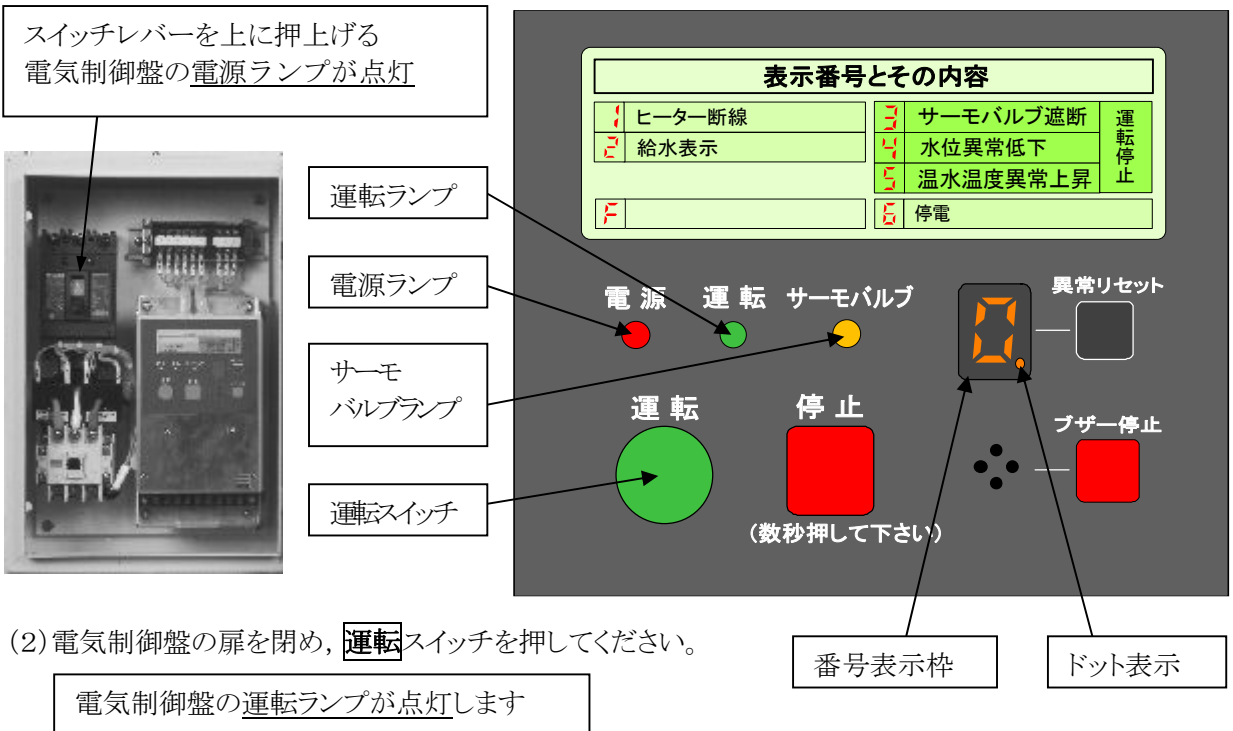 スイッチレバーを上に押上げる
電気制御盤の電源ランプが点灯
表示番号とその内容
1 ヒーター断線
2 給水表示
F
3 サーモバルブ遮断
4 水位異常低下
5 温水温度異常上昇
運転停止
6 停電
運転ランプ
電源ランプ
サーモ
バルブランプ
運転スイッチ
電源 運転 サーモバルブ
0.
異常リセット
運転 停止
ブザー停止
(数秒押して下さい)
番号表示枠
ドット表示
(2)電気制御盤の扉を閉め,運転スイッチを押してください。
電気制御盤の運転ランプが点灯します